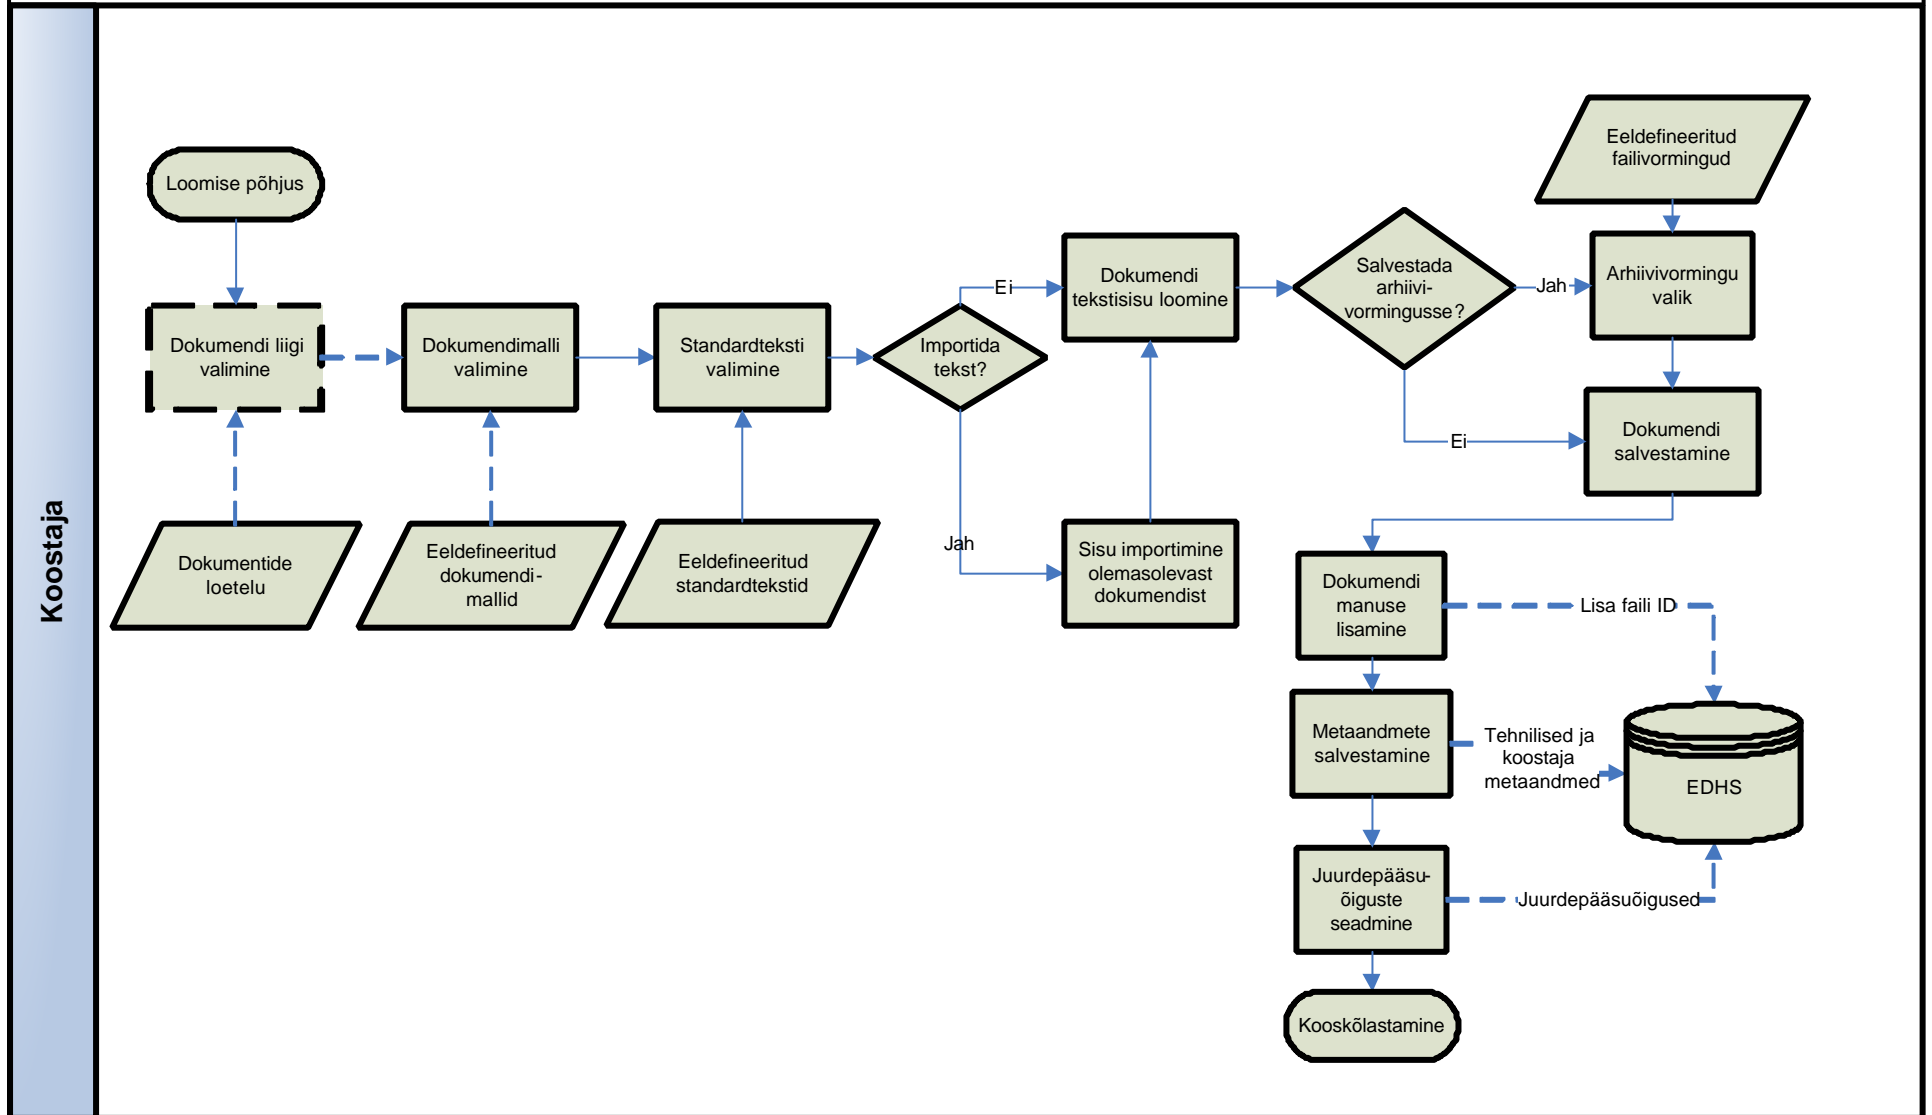 Koostaja
Loomise põhjus
Dokumendi liigi
valimine
Dokumendimalli
valimine
Standardteksti
valimine
Importida
tekst?
Ei
Jah
Dokumendi
tekstisisu loomine
Sisu importimine
olemasolevast
dokumendist
Dokumentide
loetelu
Eeldefineeritud
dokumendi-
mallid
Eeldefineeritud
standardtekstid
Salvestada
arhiivi-
vormingusse?
Jah
Ei
Eeldefineeritud
failivormingud
Arhiivivormingu
valik
Dokumendi
salvestamine
Dokumendi
manuse
lisamine
Lisa faili ID
Metaandmete
salvestamine
Tehnilised ja
koostaja
metaandmed
EDHS
Juurdepääsu-
õiguste
seadmine
Juurdepääsuõigused
Kooskõlastamine